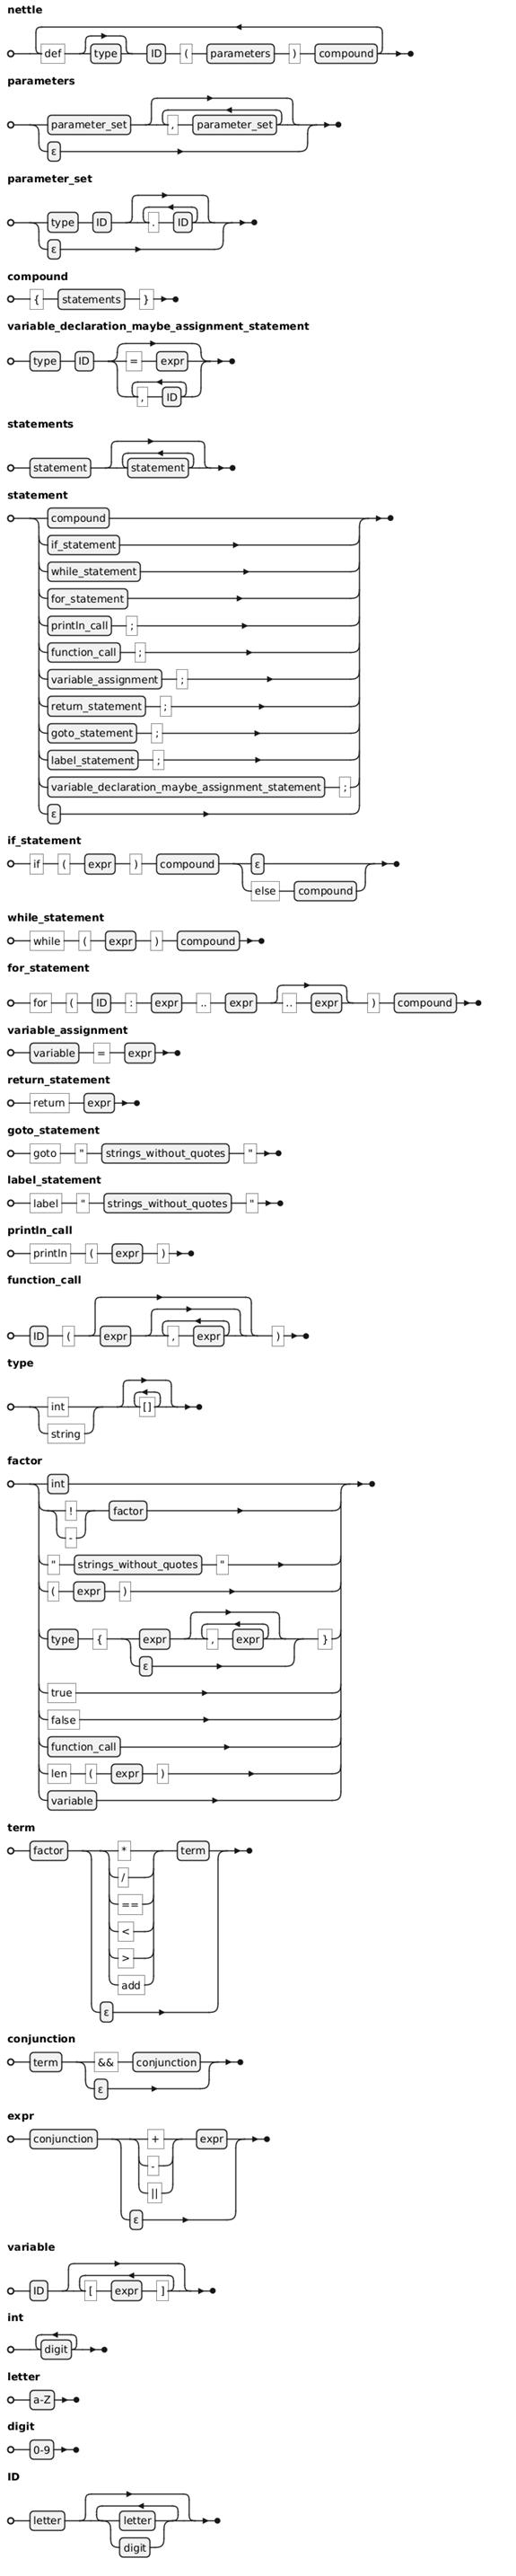 nettle
def type ID ( parameters ) compound
parameters
parameter_set , parameter_set
ε
parameter_set
type ID . ID
ε
compound
{ statements }
variable_declaration_maybe_assignment_statement
type ID = expr
, ID
statements
statement statement
statement
compound
if_statement
while_statement
for_statement
println_call ;
function_call ;
variable_assignment ;
return_statement ;
goto_statement ;
label_statement ;
variable_declaration_maybe_assignment_statement ;
ε
if_statement
if ( expr ) compound ε
else compound
while_statement
while ( expr ) compound
for_statement
for ( ID : expr .. expr .. expr ) compound
variable_assignment
variable = expr
return_statement
return expr
goto_statement
goto " strings_without_quotes "
label_statement
label " strings_without_quotes "
println_call
println ( expr )
function_call
ID ( expr , expr )
type
int []
string
factor
int
! factor
-
" strings_without_quotes "
( expr )
type { expr , expr }
ε
true
false
function_call
len ( expr )
variable
term
factor * term
/
==
<
>
add
ε
conjunction
term && conjunction
ε
expr
conjunction + expr
-
||
ε
variable
ID [ expr ]
int
digit
letter
a-Z
digit
0-9
ID
letter letter
digit